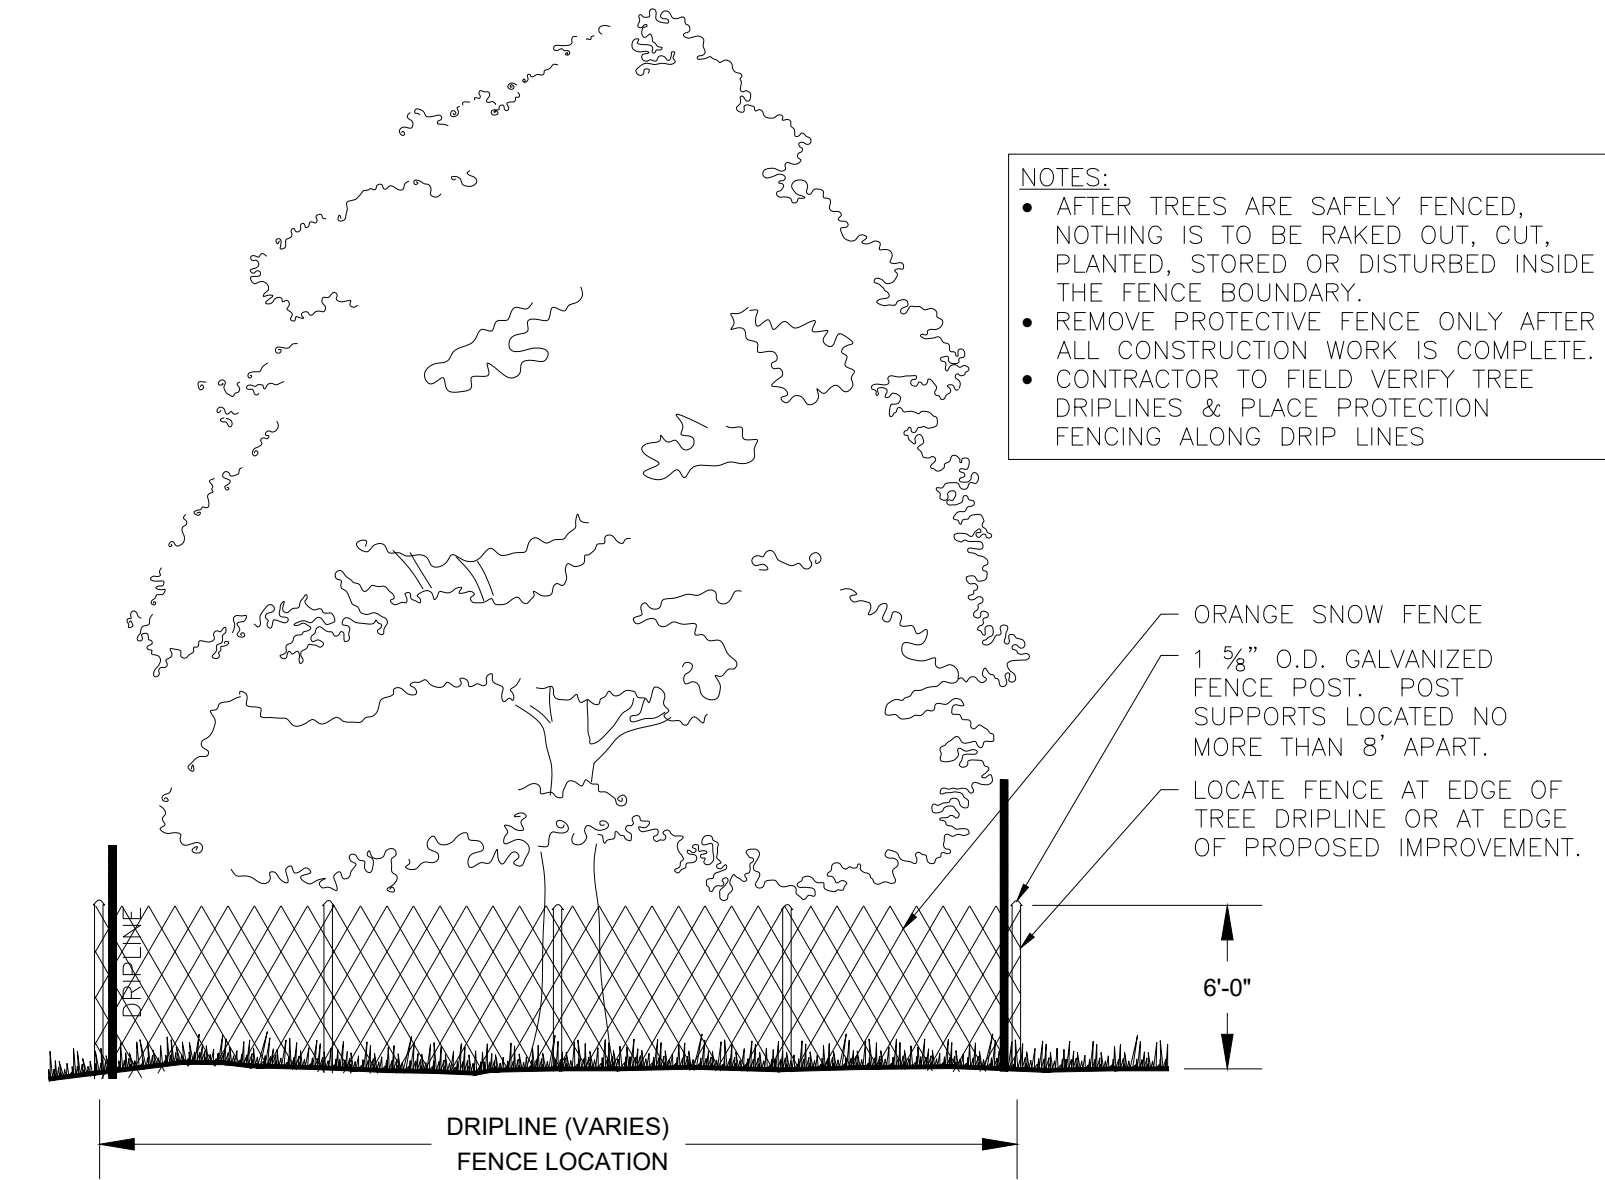 NOTES:
• AFTER TREES ARE SAFELY FENCED,
NOTHING IS TO BE RAKED OUT, CUT,
PLANTED, STORED OR DISTURBED INSIDE
THE FENCE BOUNDARY.
• REMOVE PROTECTIVE FENCE ONLY AFTER
ALL CONSTRUCTION WORK IS COMPLETE.
• CONTRACTOR TO FIELD VERIFY TREE
DRIPLINES & PLACE PROTECTION
FENCING ALONG DRIP LINES
ORANGE SNOW FENCE
1 ⅝" O.D. GALVANIZED
FENCE POST. POST
SUPPORTS LOCATED NO
MORE THAN 8' APART.
LOCATE FENCE AT EDGE OF
TREE DRIPLINE OR AT EDGE
OF PROPOSED IMPROVEMENT.
DRIPLINE
6'-0"
DRIPLINE (VARIES)
FENCE LOCATION